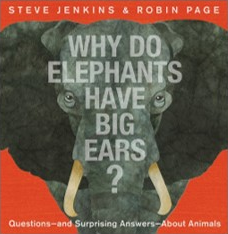 STEVE JENKINS & ROBIN PAGE
WHY DO
ELEPHANTS
HAVE
BIG
EARS
?
Questions—and Surprising Answers—About Animals